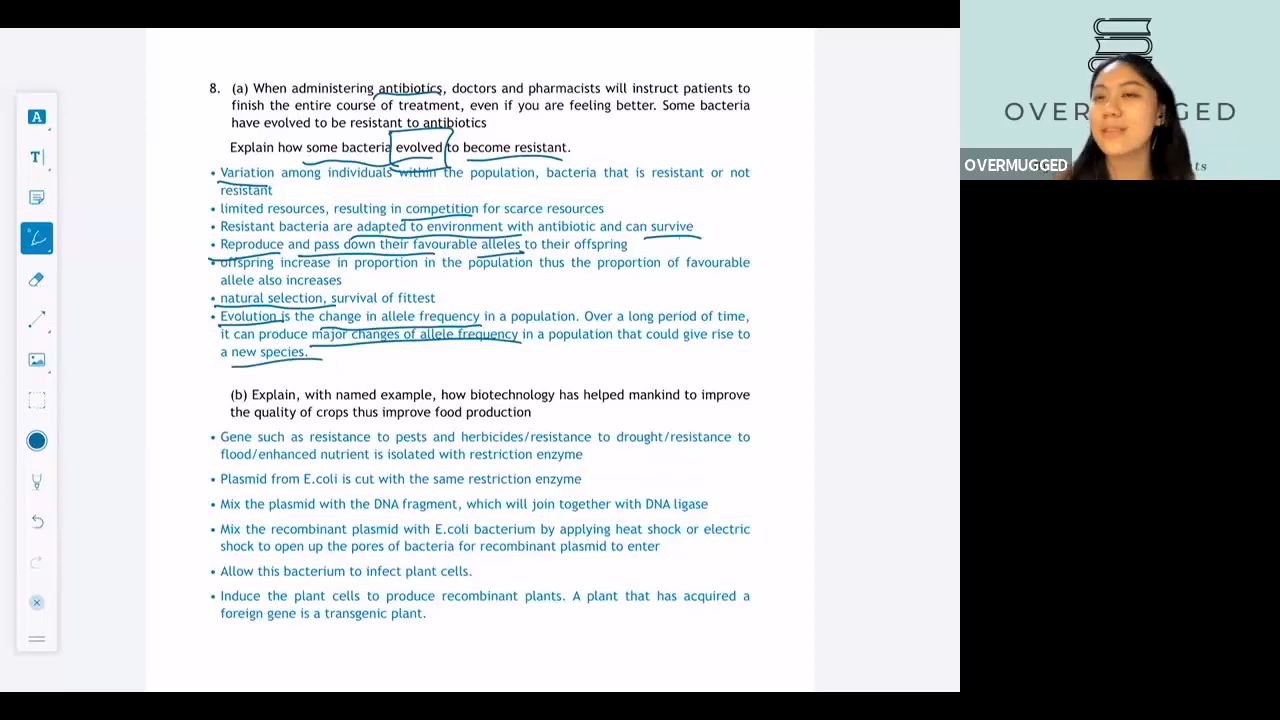 8. (a) When administering antibiotics, doctors and pharmacists will instruct patients to
finish the entire course of treatment, even if you are feeling better. Some bacteria
have evolved to be resistant to antibiotics
Explain how some bacteria evolved to become resistant.
• Variation among individuals within the population, bacteria that is resistant or not
resistant
• limited resources, resulting in competition for scarce resources
• Resistant bacteria are adapted to environment with antibiotic and can survive
• Reproduce and pass down their favourable alleles to their offspring
• offspring increase in proportion in the population thus the proportion of favourable
allele also increases
• natural selection, survival of fittest
• Evolution is the change in allele frequency in a population. Over a long period of time,
it can produce major changes of allele frequency in a population that could give rise to
a new species.
(b) Explain, with named example, how biotechnology has helped mankind to improve
the quality of crops thus improve food production
• Gene such as resistance to pests and herbicides/resistance to drought/resistance to
flood/enhanced nutrient is isolated with restriction enzyme
• Plasmid from E.coli is cut with the same restriction enzyme
• Mix the plasmid with the DNA fragment, which will join together with DNA ligase
• Mix the recombinant plasmid with E.coli bacterium by applying heat shock or electric
shock to open up the pores of bacteria for recombinant plasmid to enter
• Allow this bacterium to infect plant cells.
• Induce the plant cells to produce recombinant plants. A plant that has acquired a
foreign gene is a transgenic plant.
A
T
OVER GED
OVERMUGGED